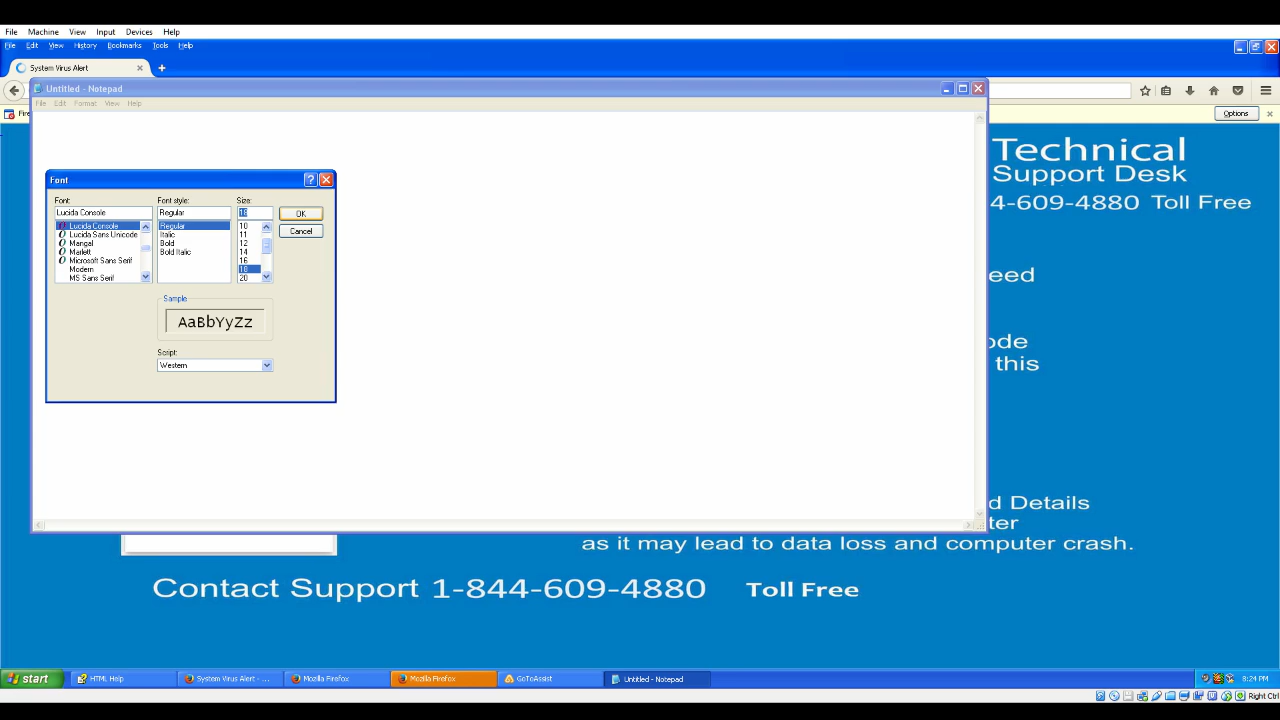 File Machine View Input Devices Help
File Edit View History Bookmarks Tools Help
System Virus Alert
Untitled - Notepad
File Edit Format View Help
Fire
Options
Technical
Support Desk
4-609-4880 Toll Free
Font
Font: Font style: Size:
Lucida Console Regular 18 OK
Lucida Console Regular 10
Lucida Sans Unicode Italic 11 Cancel
Mangal Bold 12
Marlett Bold Italic 14
Microsoft Sans Serif 16
Modern 18
MS Sans Serif 20
Sample
AaBbYyZz
Script:
Western
eed
ode
this
d Details
ter
as it may lead to data loss and computer crash.
Contact Support 1-844-609-4880 Toll Free
start HTML Help System Virus Alert - ... Mozilla Firefox Mozilla Firefox GoToAssist Untitled - Notepad 8:24 PM
Right Ctrl